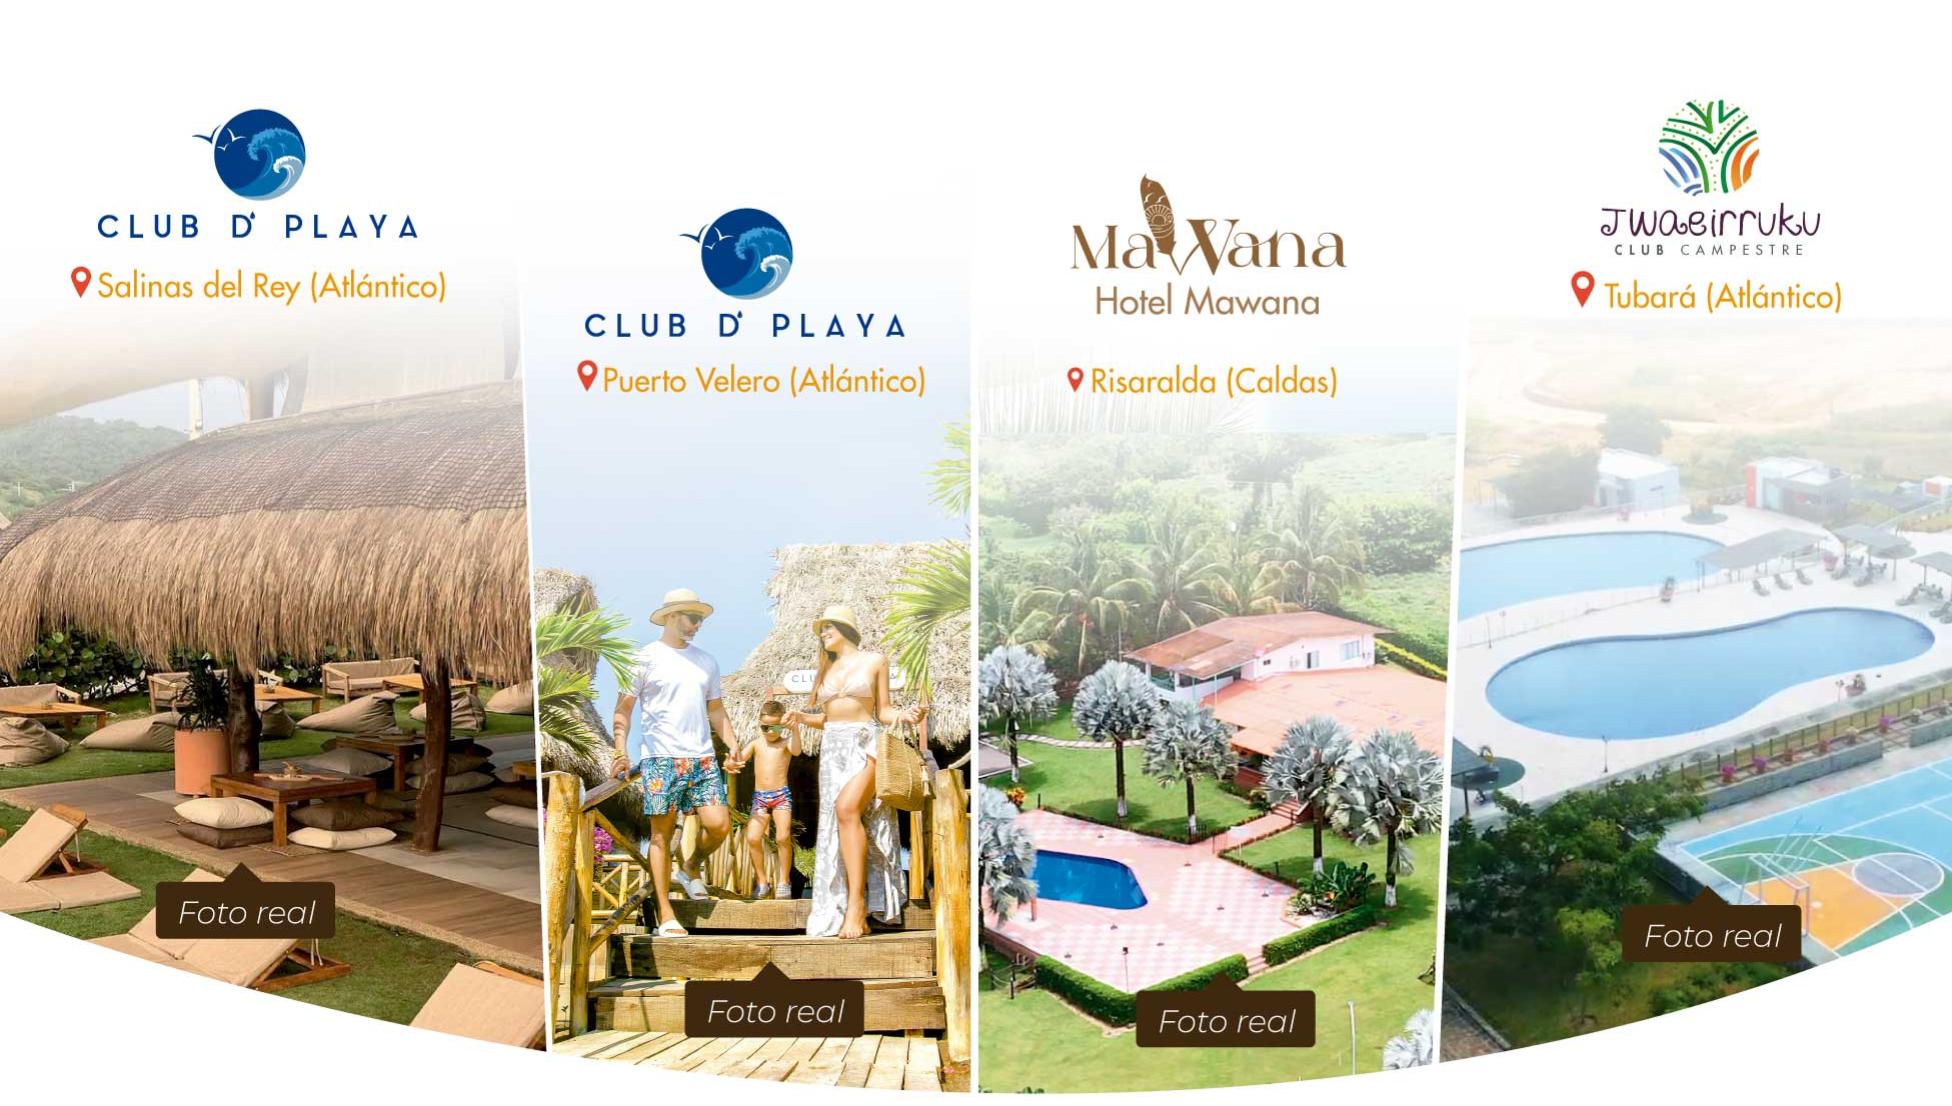 CLUB D' PLAYA
Salinas del Rey (Atlántico)
Foto real
CLUB D' PLAYA
Puerto Velero (Atlántico)
Foto real
MaWana
Hotel Mawana
Risaralda (Caldas)
Foto real
Jwaeirruku
CLUB CAMPESTRE
Tubará (Atlántico)
Foto real